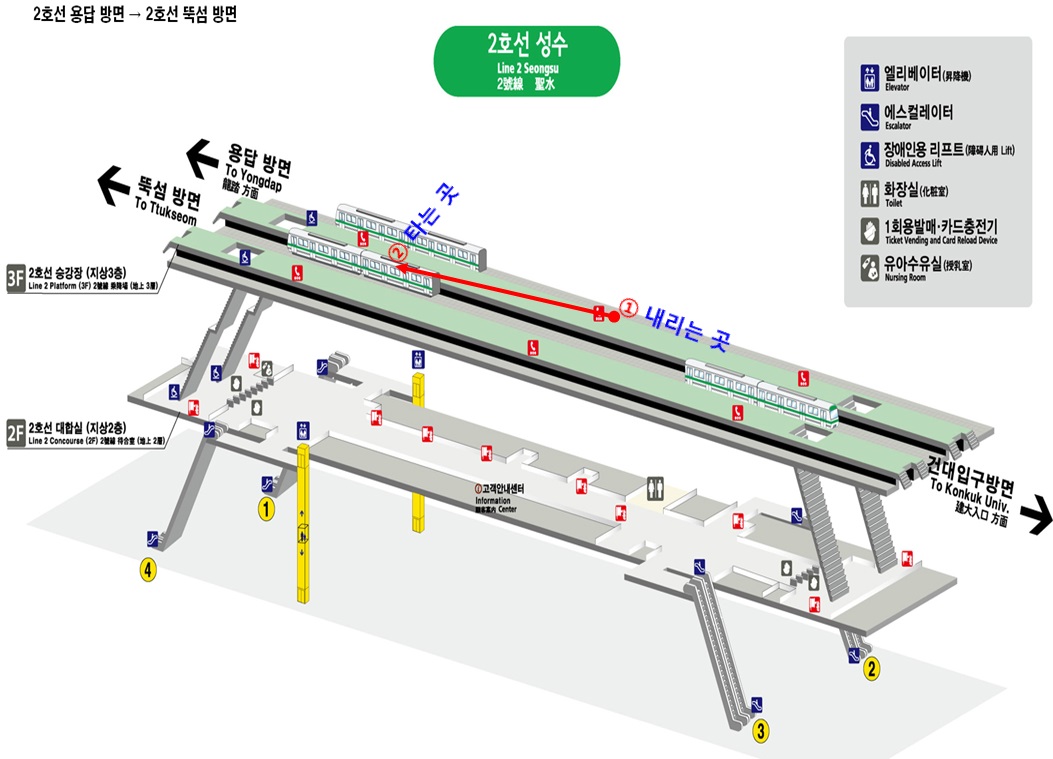 2호선 용답 방면 → 2호선 뚝섬 방면
2호선 성수
Line 2 Seongsu
2號線 聖水
엘리베이터(昇降機)
Elevator
에스컬레이터
Escalator
장애인용 리프트(障碍人用 Lift)
Disabled Access Lift
화장실(化粧室)
Toilet
1회용발매·카드충전기
Ticket Vending and Card Reload Device
유아수유실(授乳室)
Nursing Room
용답 방면
To Yongdap
龍踏 方面
뚝섬 방면
To Ttukseom
② 타는 곳
① 내리는 곳
3F 2호선 승강장 (지상3층)
Line 2 Platform (3F) 2號線 乘降場 (地上 3層)
2F 2호선 대합실 (지상2층)
Line 2 Concourse (2F) 2號線 待合室 (地上 2層)
고객안내센터
Information
顧客案內 Center
건대입구방면
To Konkuk Univ.
建大入口 方面
1
4
2
3